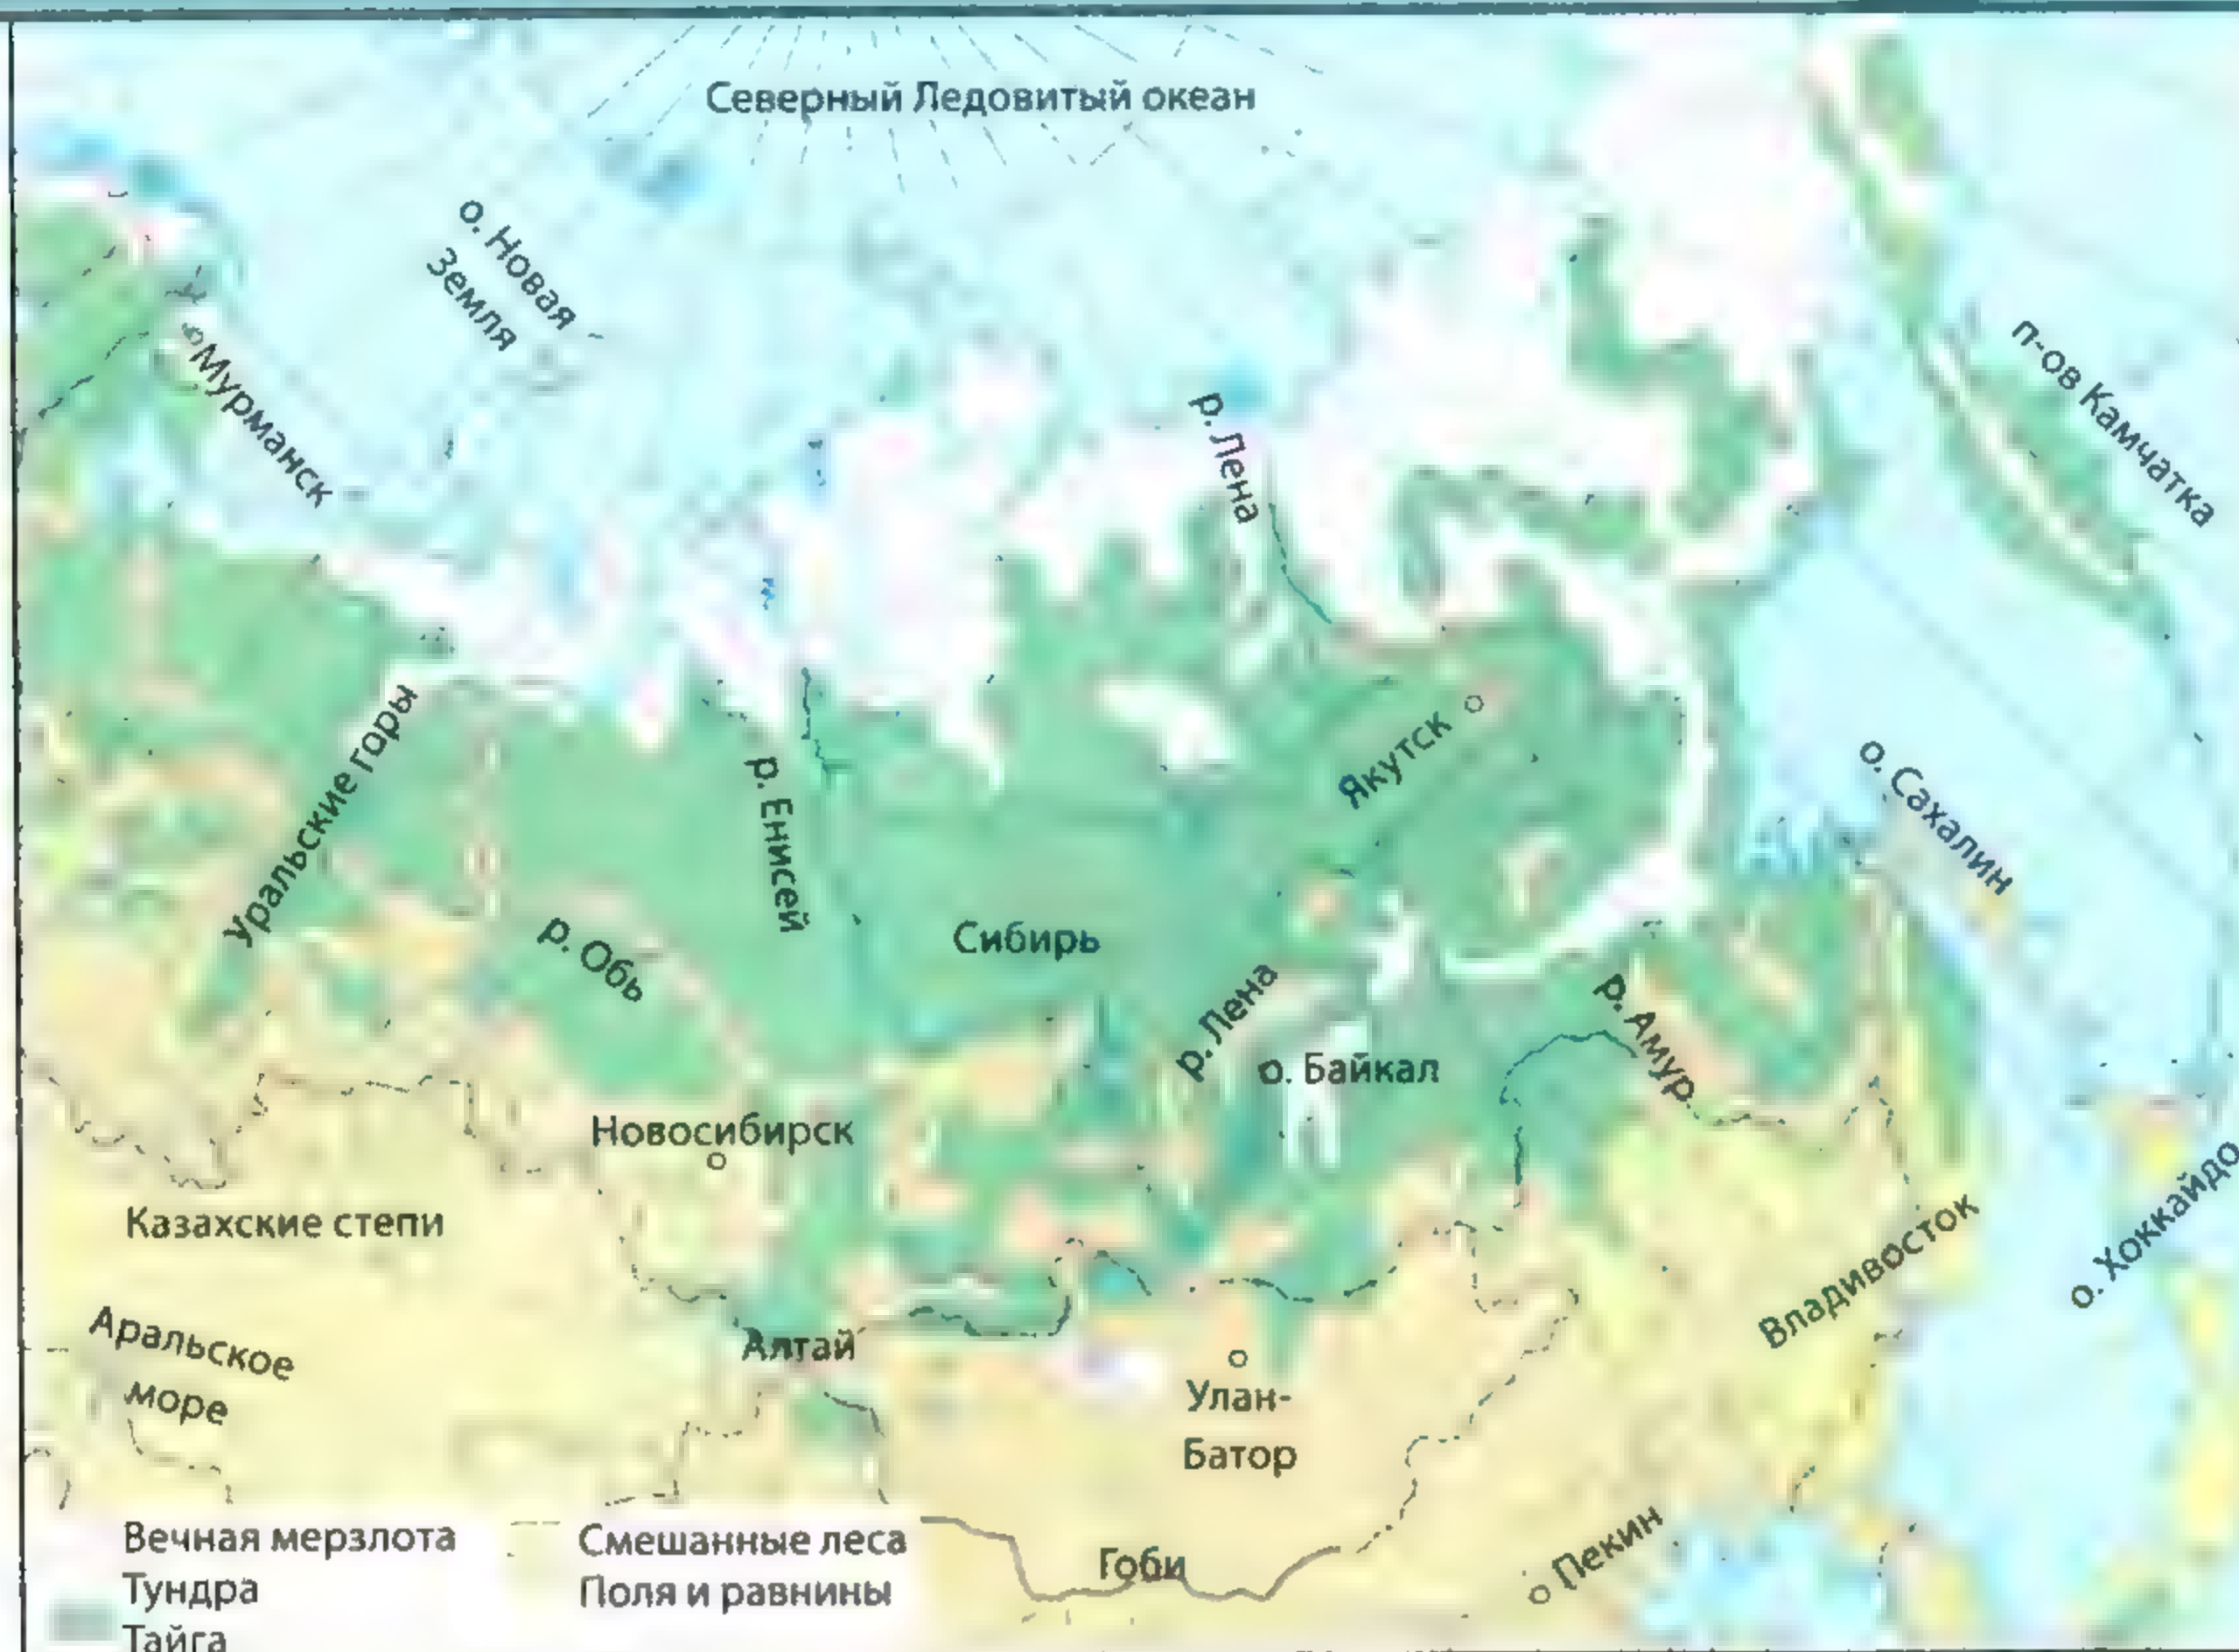 Северный Ледовитый океан
о. Новая
Земля
Мурманск
р. Лена
п-ов Камчатка
Уральские горы
р. Енисей
Якутск
о. Сахалин
р. Обь
Сибирь
р. Лена
о. Байкал
р. Амур
Новосибирск
Казахские степи
Владивосток
о. Хоккайдо
Аральское
море
Алтай
Улан-
Батор
Гоби
Пекин
Вечная мерзлота
Тундра
Тайга
Смешанные леса
Поля и равнины